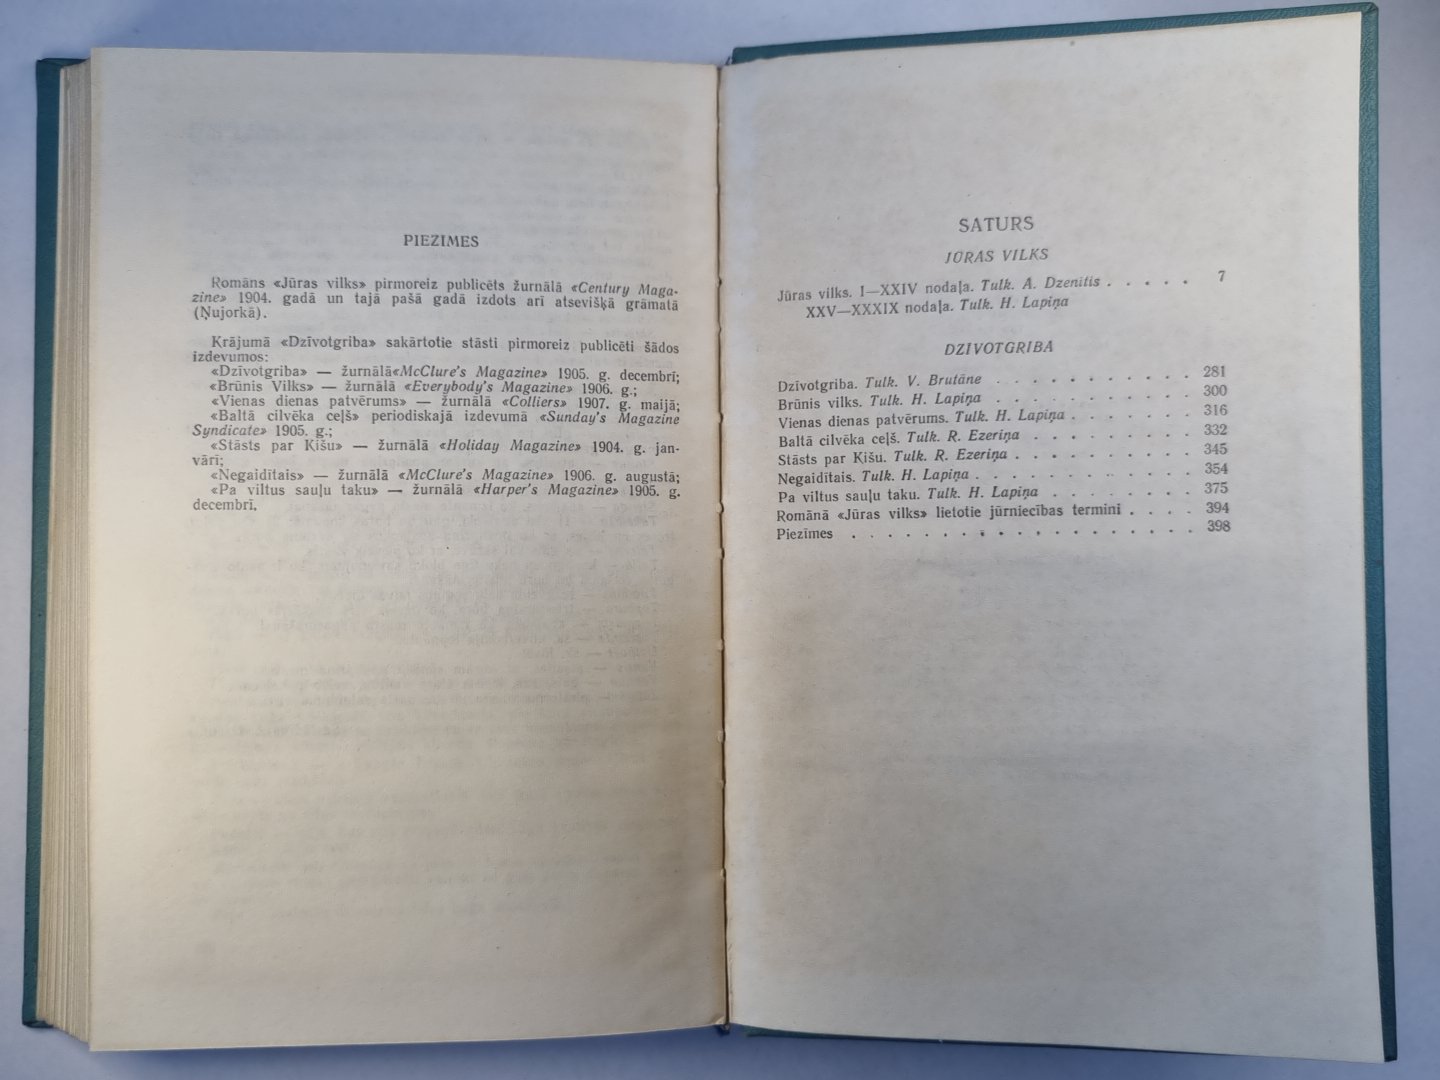 PIEZIMES
Romāns «Jūras vilks» pirmoreiz publicēts žurnālā «Century Maga-
zine» 1904. gadā un tajā pašā gadā izdots arī atsevišķā grāmatā
(Ņujorkā).
Krājumā «Dzīvotgriba» sakārtotie stāsti pirmoreiz publicēti šādos
izdevumos:
«Dzīvotgriba» — žurnālā«McClure's Magazine» 1905. g. decembrī;
«Brūnis Vilks» — žurnālā «Everybody's Magazine» 1906. g.;
«Vienas dienas patvērums» — žurnālā «Colliers» 1907. g. maijā;
«Baltā cilvēka ceļš» periodiskajā izdevumā «Sunday's Magazine
Syndicate» 1905. g.;
«Stāsts par Kišu» — žurnālā «Holiday Magazine» 1904. g. jan-
vārī;
«Negaidītais» — žurnālā «McClure's Magazine» 1906. g. augustā;
«Pa viltus sauļu taku» — žurnālā «Harper's Magazine» 1905. g.
decembrī.
SATURS
JŪRAS VILKS
Jūras vilks. I—XXIV nodaļa. Tulk. A. Dzenītis . . . . . 7
XXV—XXXIX nodaļa. Tulk. H. Lapiņa
DZĪVOTGRIBA
Dzīvotgriba. Tulk. V. Brutāne . . . . . . . . . . 281
Brūnis vilks. Tulk. H. Lapiņa . . . . . . . . . . 300
Vienas dienas patvērums. Tulk. H. Lapiņa . . . . . . . 316
Baltā cilvēka ceļš. Tulk. R. Ezeriņa . . . . . . . . 332
Stāsts par Kišu. Tulk. R. Ezeriņa . . . . . . . . . 345
Negaidītais. Tulk. H. Lapiņa . . . . . . . . . . 354
Pa viltus sauļu taku. Tulk. H. Lapiņa . . . . . . . . 375
Romānā «Jūras vilks» lietotie jūrniecības termini . . . . 394
Piezīmes . . . . . . . . . . . . . . . . 398